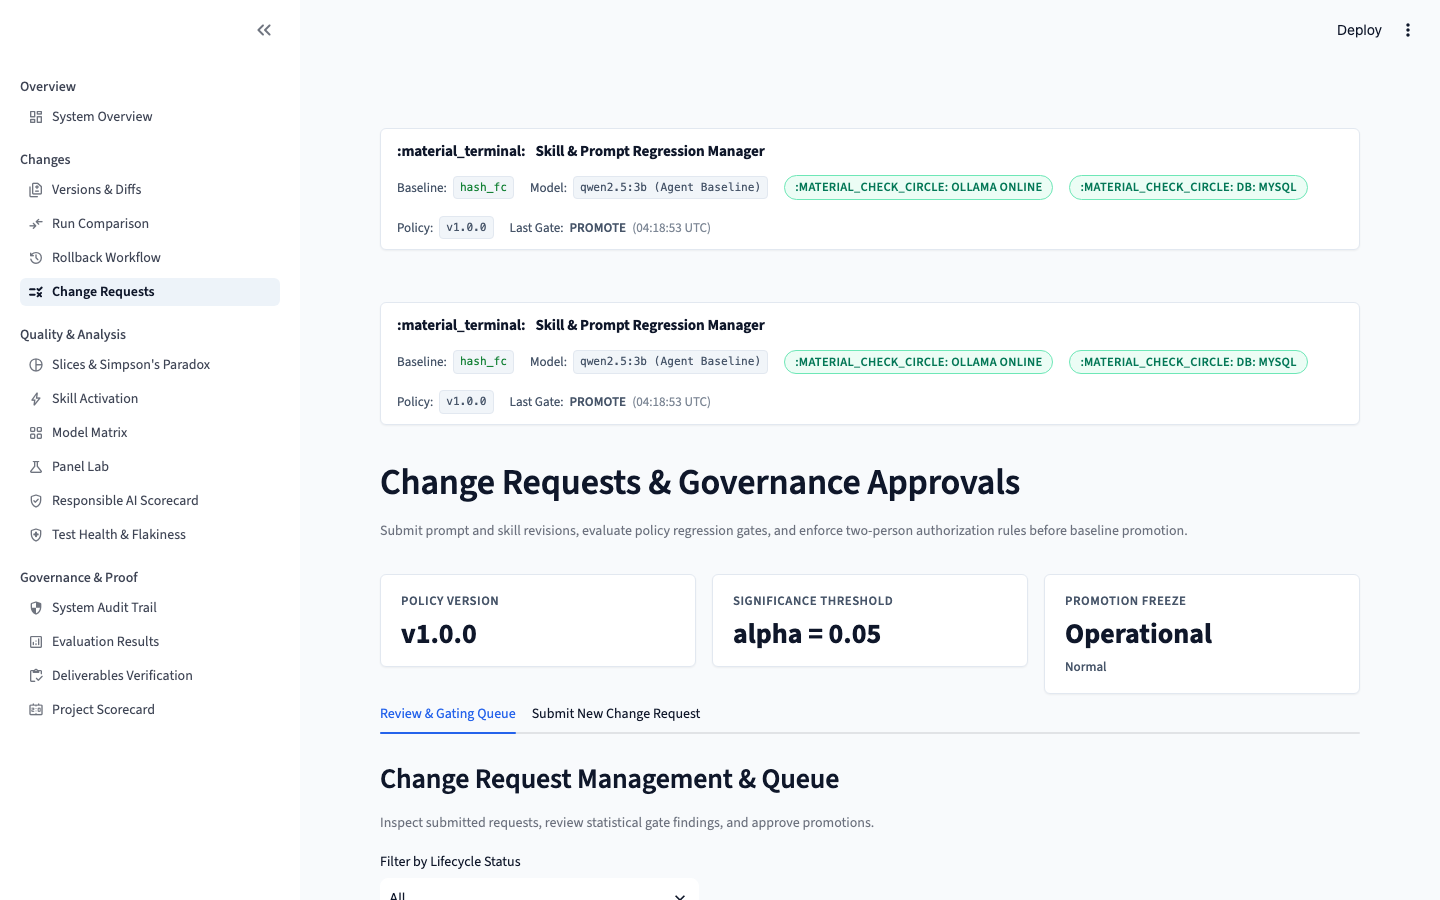 Deploy
Overview
System Overview
Changes
Versions & Diffs
Run Comparison
Rollback Workflow
Change Requests
Quality & Analysis
Slices & Simpson's Paradox
Skill Activation
Model Matrix
Panel Lab
Responsible AI Scorecard
Test Health & Flakiness
Governance & Proof
System Audit Trail
Evaluation Results
Deliverables Verification
Project Scorecard
:material_terminal: Skill & Prompt Regression Manager
Baseline: hash_fc Model: qwen2.5:3b (Agent Baseline) :MATERIAL_CHECK_CIRCLE: OLLAMA ONLINE :MATERIAL_CHECK_CIRCLE: DB: MYSQL
Policy: v1.0.0 Last Gate: PROMOTE (04:18:53 UTC)
:material_terminal: Skill & Prompt Regression Manager
Baseline: hash_fc Model: qwen2.5:3b (Agent Baseline) :MATERIAL_CHECK_CIRCLE: OLLAMA ONLINE :MATERIAL_CHECK_CIRCLE: DB: MYSQL
Policy: v1.0.0 Last Gate: PROMOTE (04:18:53 UTC)
Change Requests & Governance Approvals
Submit prompt and skill revisions, evaluate policy regression gates, and enforce two-person authorization rules before baseline promotion.
POLICY VERSION
v1.0.0
SIGNIFICANCE THRESHOLD
alpha = 0.05
PROMOTION FREEZE
Operational
Normal
Review & Gating Queue Submit New Change Request
Change Request Management & Queue
Inspect submitted requests, review statistical gate findings, and approve promotions.
Filter by Lifecycle Status
All